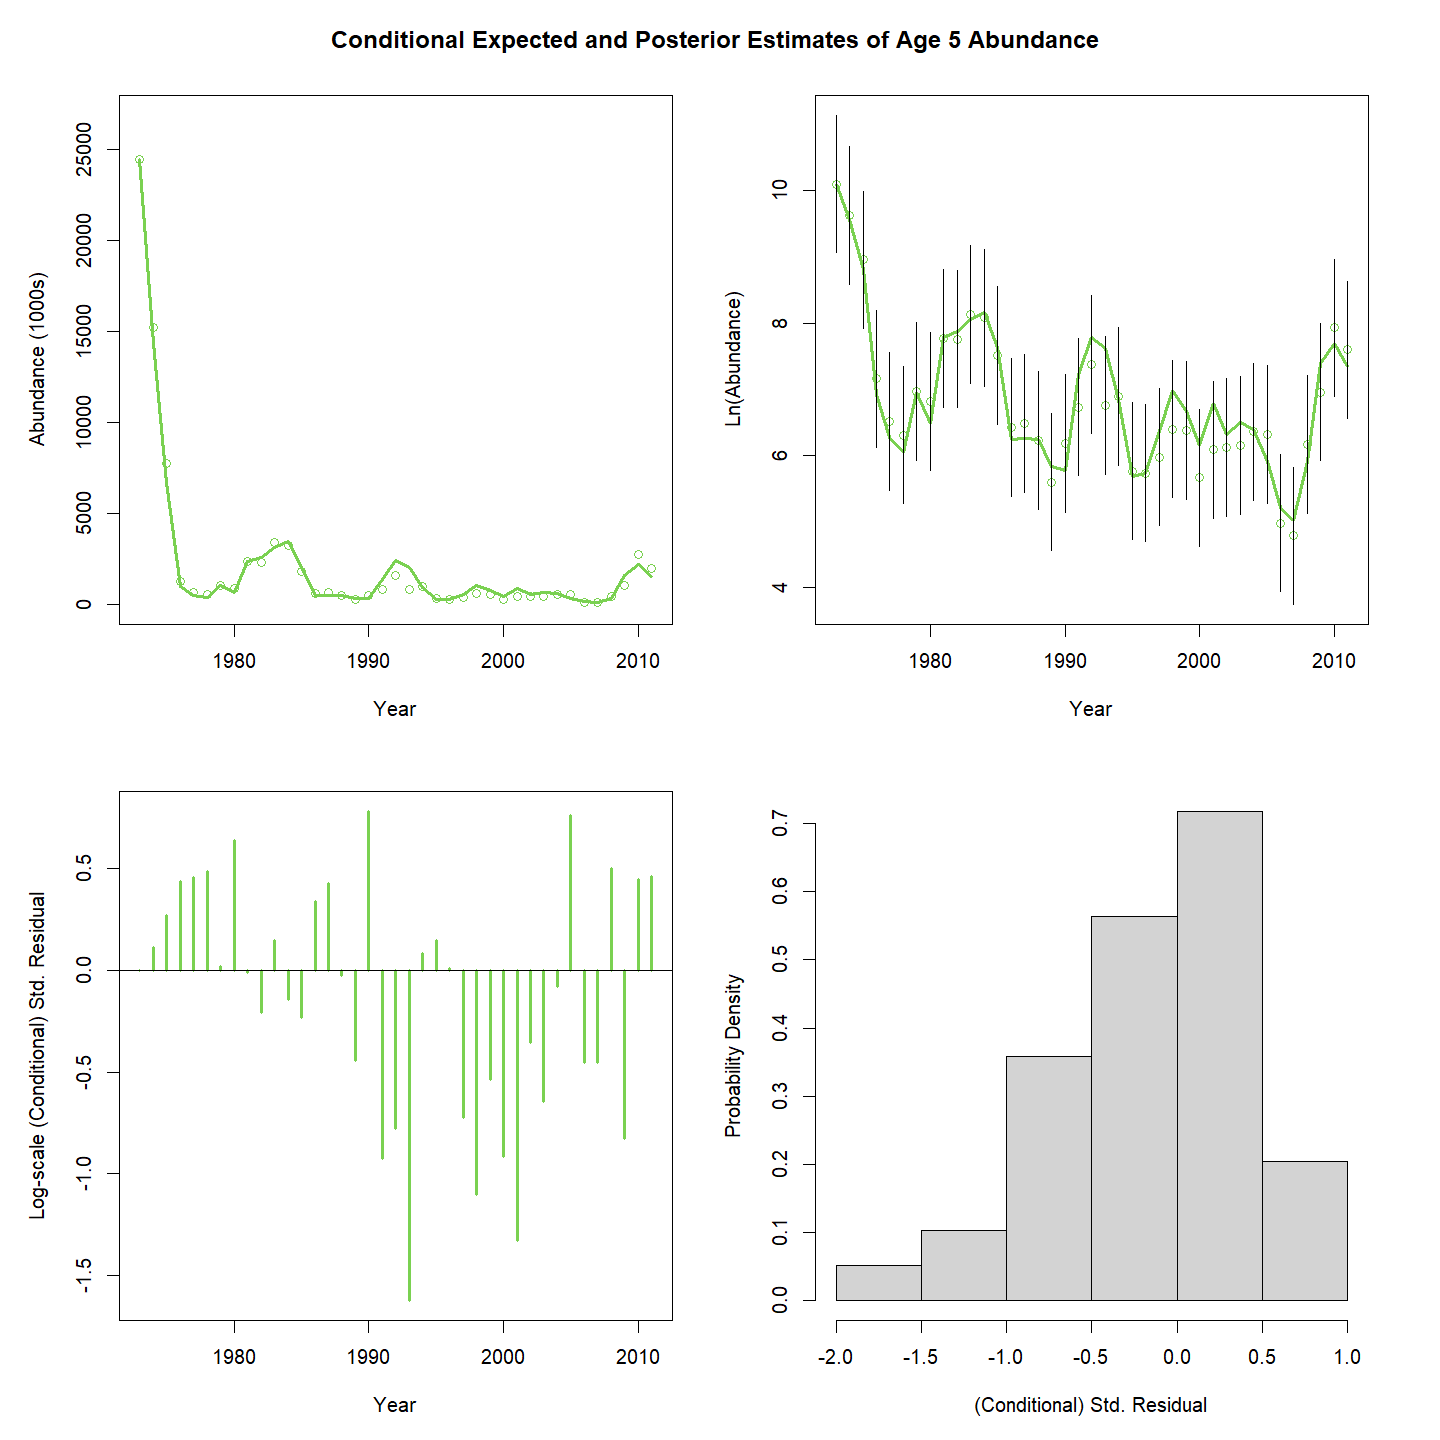 Conditional Expected and Posterior Estimates of Age 5 Abundance
Abundance (1000s)
25000
20000
15000
10000
5000
0
1980 1990 2000 2010
Year
Ln(Abundance)
10
8
6
4
1980 1990 2000 2010
Year
Log-scale (Conditional) Std. Residual
0.5
0.0
-0.5
-1.0
-1.5
1980 1990 2000 2010
Year
Probability Density
0.7
0.6
0.5
0.4
0.3
0.2
0.1
0.0
-2.0 -1.5 -1.0 -0.5 0.0 0.5 1.0
(Conditional) Std. Residual